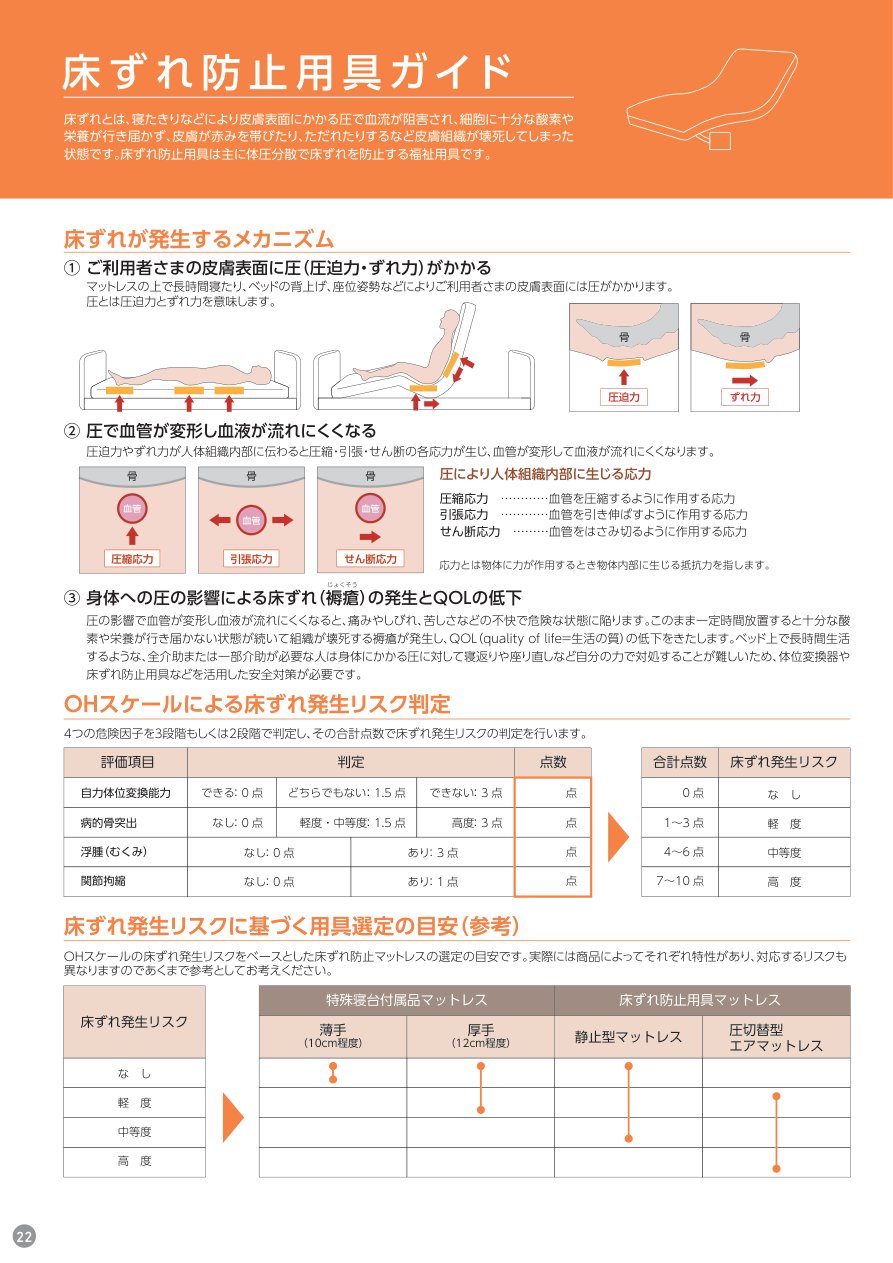 床ずれ防止用具ガイド
床ずれとは、寝たきりなどにより皮膚表面にかかる圧で血流が阻害され、細胞に十分な酸素や
栄養が行き届かず、皮膚が赤みを帯びたり、ただれたりするなど皮膚組織が壊死してしまった
状態です。床ずれ防止用具は主に体圧分散で床ずれを防止する福祉用具です。
床ずれが発生するメカニズム
① ご利用者さまの皮膚表面に圧（圧迫力・ずれ力）がかかる
マットレスの上で長時間寝たり、ベッドの背上げ、座位姿勢などによりご利用者さまの皮膚表面には圧がかかります。
圧とは圧迫力とずれ力を意味します。
骨
圧迫力
骨
ずれ力
② 圧で血管が変形し血液が流れにくくなる
圧迫力やずれ力が人体組織内部に伝わると圧縮・引張・せん断の各応力が生じ、血管が変形して血液が流れにくくなります。
骨
血管
圧縮応力
骨
血管
引張応力
骨
血管
せん断応力
圧により人体組織内部に生じる応力
圧縮応力 …………血管を圧縮するように作用する応力
引張応力 …………血管を引き伸ばすように作用する応力
せん断応力 ………血管をはさみ切るように作用する応力
応力とは物体に力が作用するとき物体内部に生じる抵抗力を指します。
じょくそう
③ 身体への圧の影響による床ずれ（褥瘡）の発生とQOLの低下
圧の影響で血管が変形し血液が流れにくくなると、痛みやしびれ、苦しさなどの不快で危険な状態に陥ります。このまま一定時間放置すると十分な酸
素や栄養が行き届かない状態が続いて組織が壊死する褥瘡が発生し、QOL（quality of life=生活の質）の低下をきたします。ベッド上で長時間生活
するような、全介助または一部介助が必要な人は身体にかかる圧に対して寝返りや座り直しなど自分の力で対処することが難しいため、体位変換器や
床ずれ防止用具などを活用した安全対策が必要です。
OHスケールによる床ずれ発生リスク判定
4つの危険因子を3段階もしくは2段階で判定し、その合計点数で床ずれ発生リスクの判定を行います。
評価項目 判定 点数
自力体位変換能力 できる：0点 どちらでもない：1.5点 できない：3点 点
病的骨突出 なし：0点 軽度・中等度：1.5点 高度：3点 点
浮腫（むくみ） なし：0点 あり：3点 点
関節拘縮 なし：0点 あり：1点 点
合計点数 床ずれ発生リスク
0点 なし
1～3点 軽度
4～6点 中等度
7～10点 高度
床ずれ発生リスクに基づく用具選定の目安（参考）
OHスケールの床ずれ発生リスクをベースとした床ずれ防止マットレスの選定の目安です。実際には商品によってそれぞれ特性があり、対応するリスクも
異なりますのであくまで参考としてお考えください。
床ずれ発生リスク
なし
軽度
中等度
高度
特殊寝台付属品マットレス 床ずれ防止用具マットレス
薄手
（10cm程度）
厚手
（12cm程度）
静止型マットレス
圧切替型
エアマットレス
22